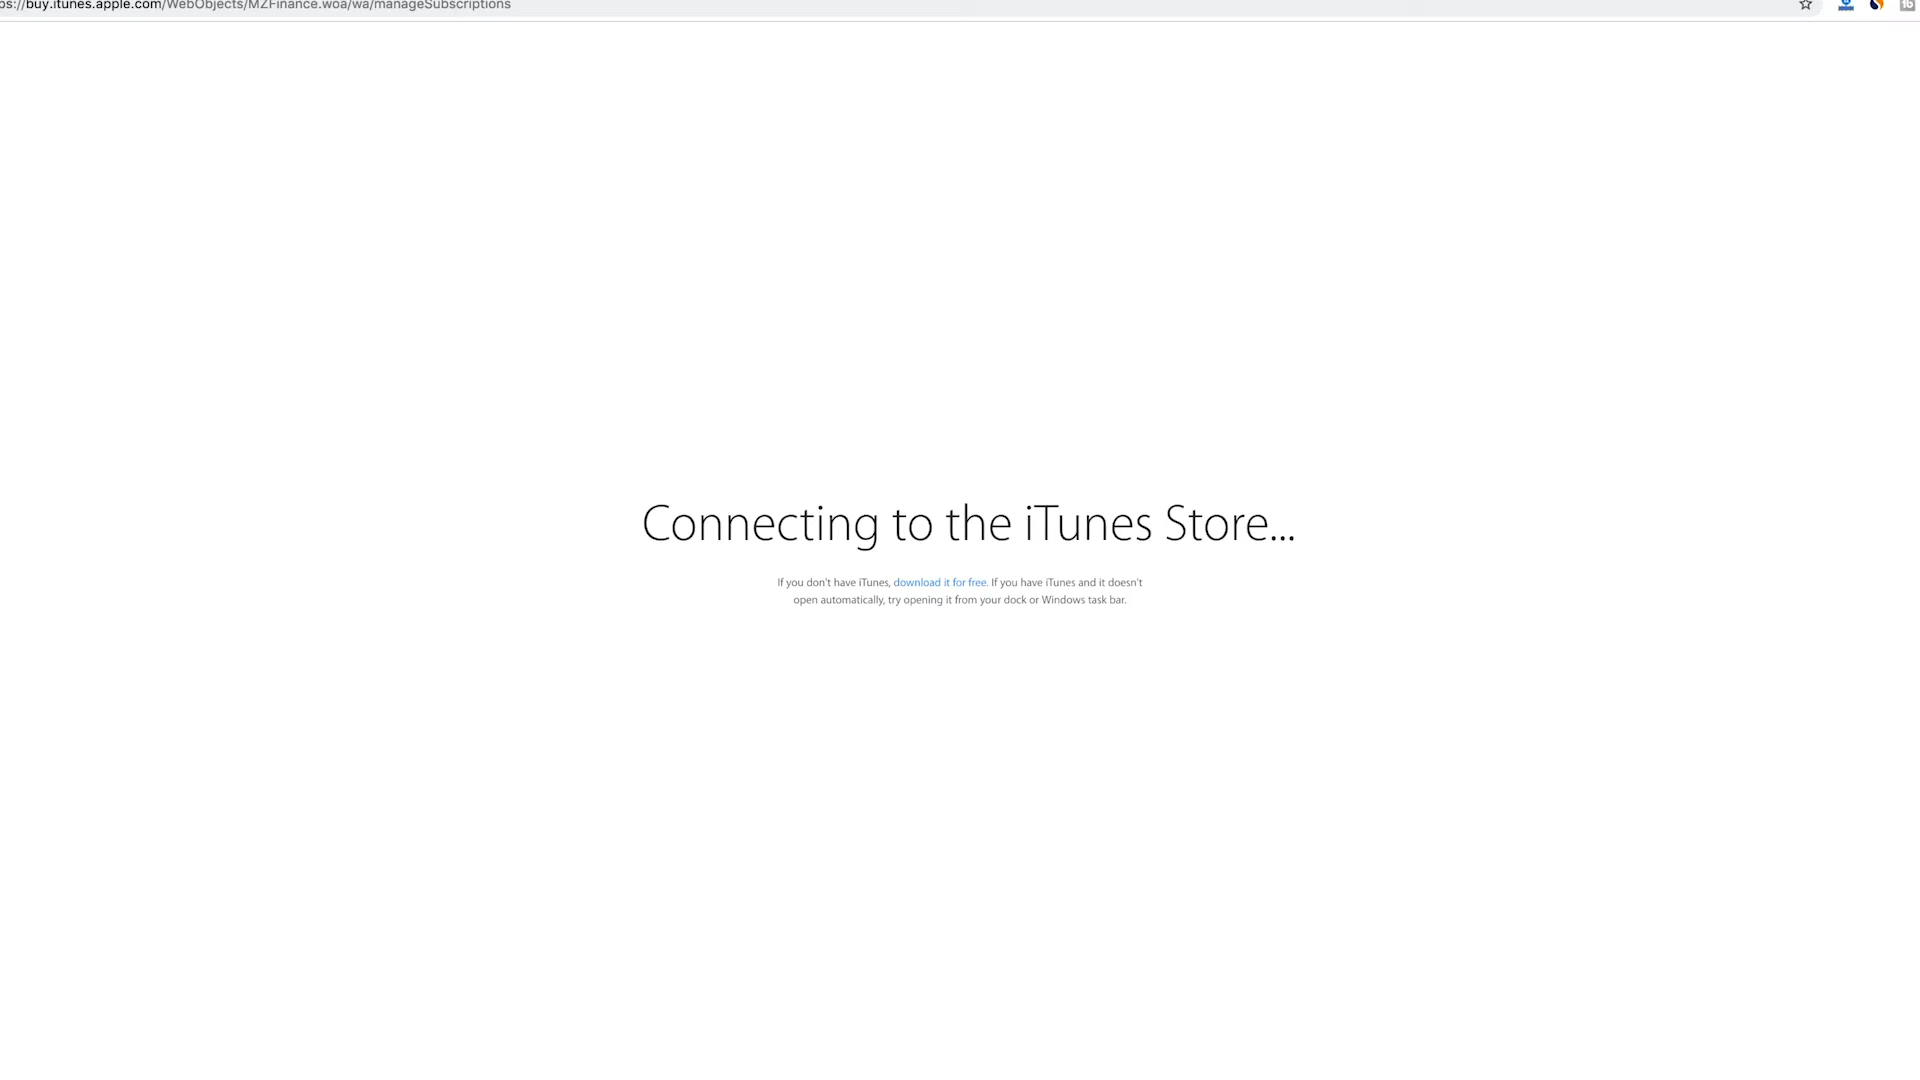 ps://buy.itunes.apple.com/WebObjects/MZFinance.woa/wa/manageSubscriptions
Connecting to the iTunes Store...
If you don't have iTunes, download it for free. If you have iTunes and it doesn't
open automatically, try opening it from your dock or Windows task bar.